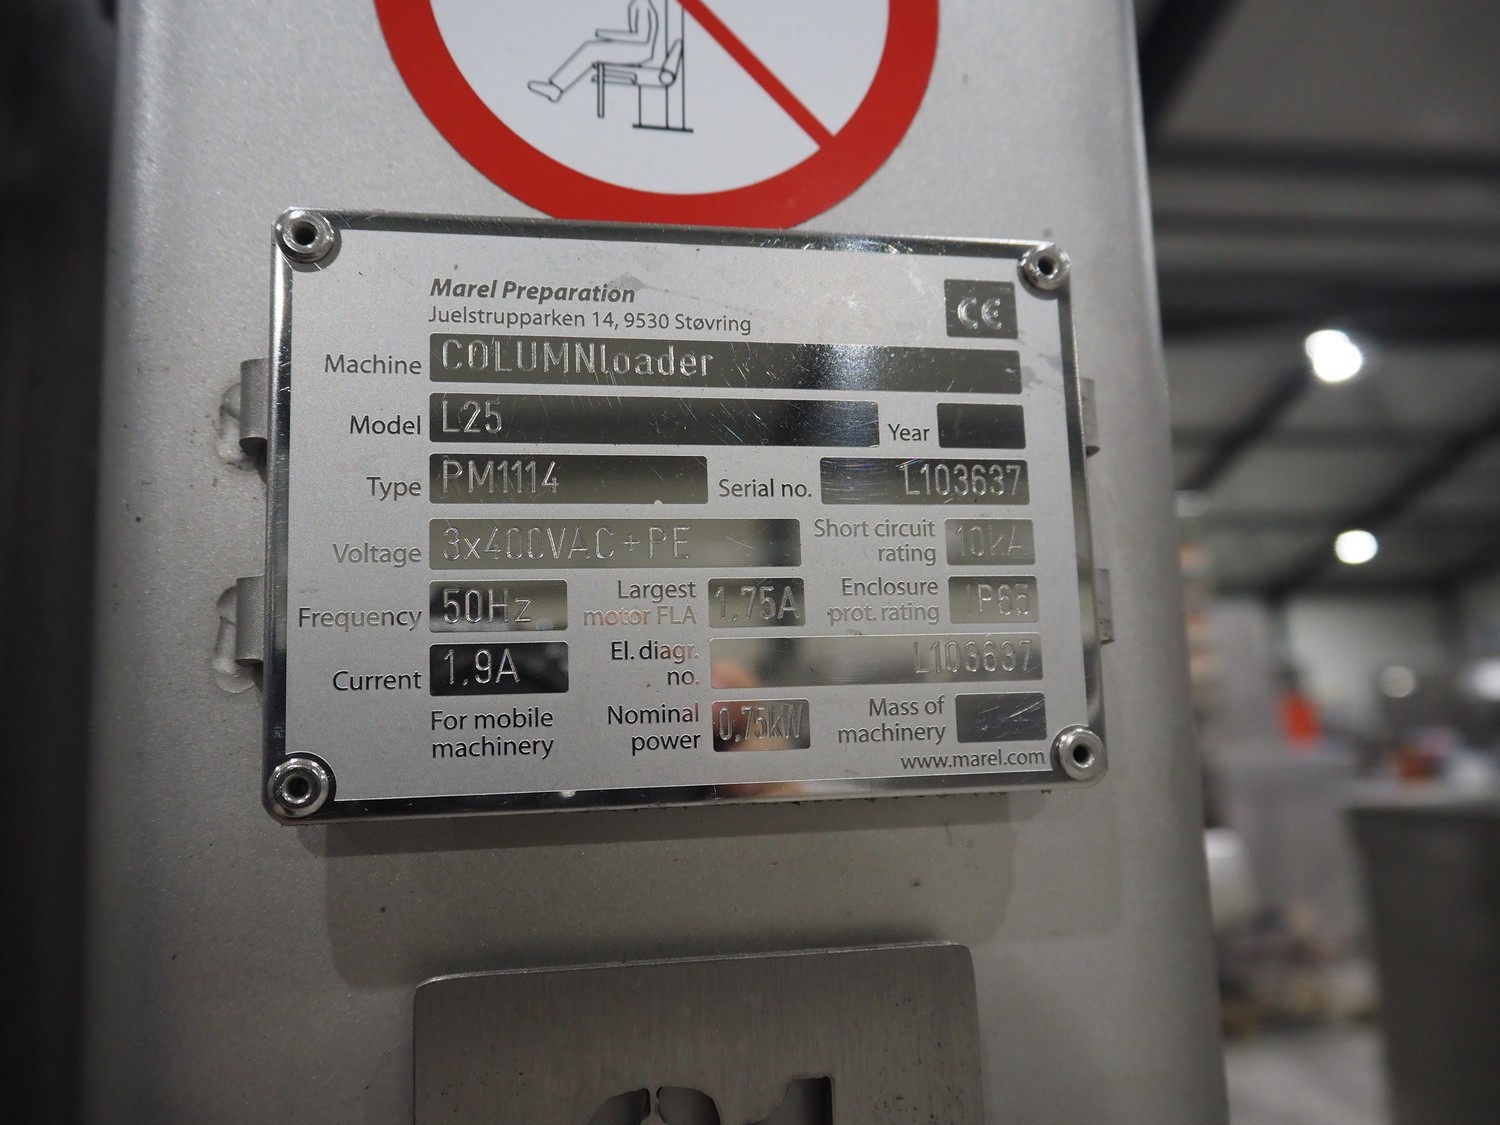 Marel Preparation
Juelstrupparken 14, 9530 Støvring
CE
Machine COLUMNloader
Model L25 Year
Type PM1114 Serial no. L103637
Voltage 3x400VAC+PE Short circuit rating 10kA
Frequency 50Hz Largest motor FLA 1.75A Enclosure prot. rating IP65
Current 1.9A El. diagr. no. L103637
For mobile machinery Nominal power 0.75kW Mass of machinery
www.marel.com